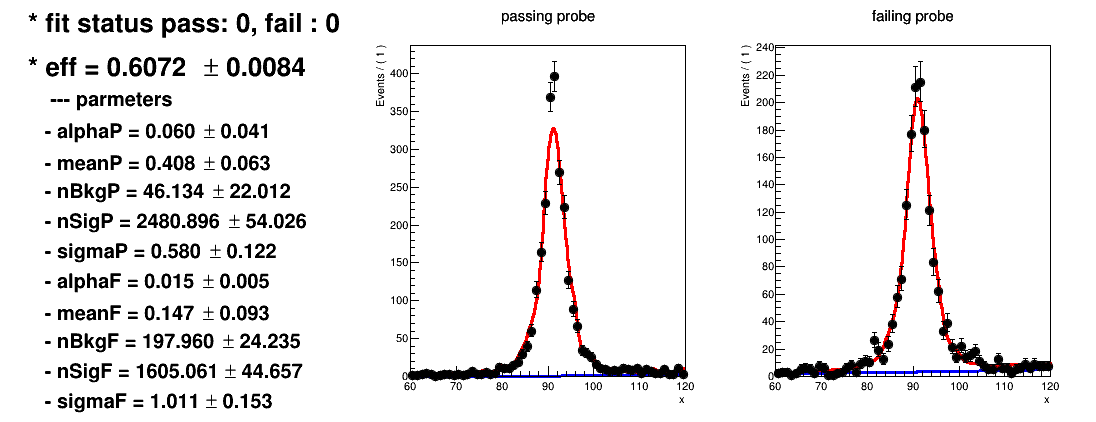 * fit status pass: 0, fail : 0
* eff = 0.6072 ± 0.0084
--- parmeters
- alphaP = 0.060 ± 0.041
- meanP = 0.408 ± 0.063
- nBkgP = 46.134 ± 22.012
- nSigP = 2480.896 ± 54.026
- sigmaP = 0.580 ± 0.122
- alphaF = 0.015 ± 0.005
- meanF = 0.147 ± 0.093
- nBkgF = 197.960 ± 24.235
- nSigF = 1605.061 ± 44.657
- sigmaF = 1.011 ± 0.153
passing probe
Events / ( 1 )
400
350
300
250
200
150
100
50
0
60 70 80 90 100 110 120
x
failing probe
Events / ( 1 )
240
220
200
180
160
140
120
100
80
60
40
20
0
60 70 80 90 100 110 120
x